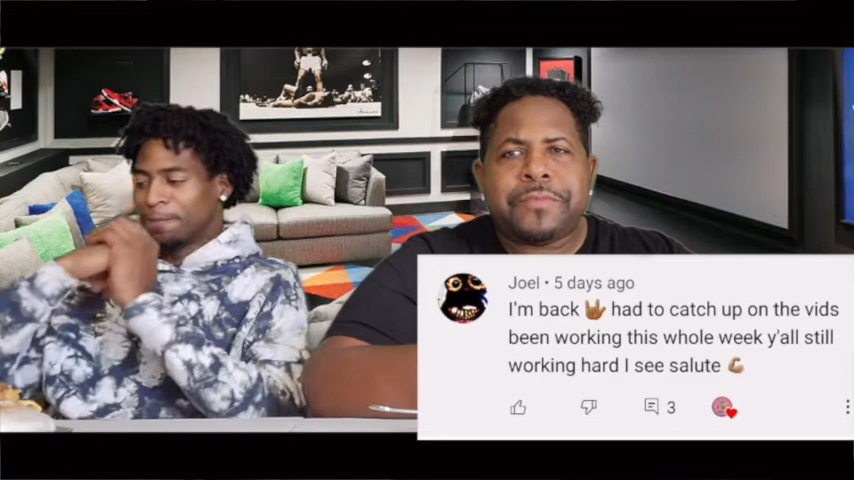 Joel • 5 days ago
I'm back 🤟🏾 had to catch up on the vids
been working this whole week y'all still
working hard I see salute 💪🏽
3